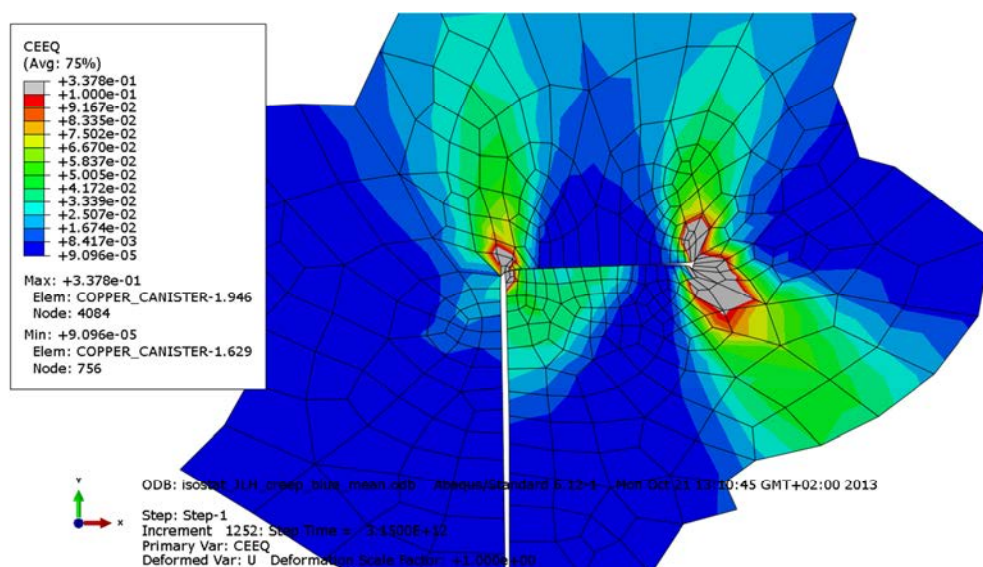 CEEQ
(Avg: 75%)
+3.378e-01
+1.000e-01
+9.167e-02
+8.335e-02
+7.502e-02
+6.670e-02
+5.837e-02
+5.005e-02
+4.172e-02
+3.339e-02
+2.507e-02
+1.674e-02
+8.417e-03
+9.096e-05
Max: +3.378e-01
Elem: COPPER_CANISTER-1.946
Node: 4084
Min: +9.096e-05
Elem: COPPER_CANISTER-1.629
Node: 756
ODB: isostat_JLH_creep_blue_mean.odb Abaqus/Standard 6.12-1 Mon Oct 21 13:10:45 GMT+02:00 2013
Y
X
Step: Step-1
Increment 1252: Step Time =
Primary Var: CEEQ
Deformed Var: U Deformation Scale Factor: +1.000e+00